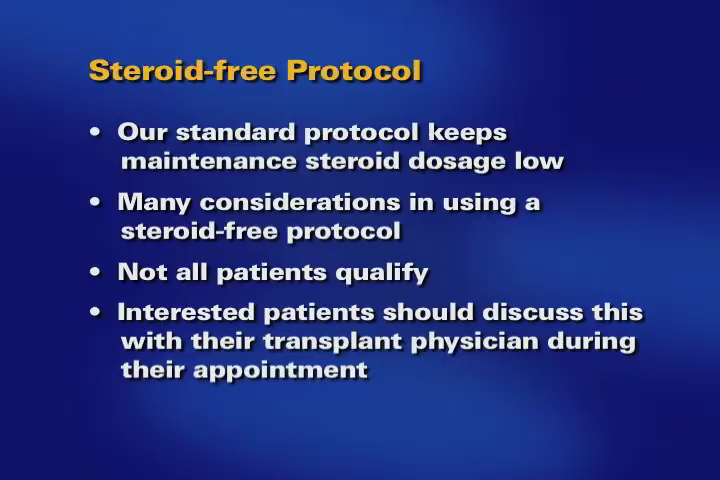 Steroid-free Protocol
• Our standard protocol keeps
maintenance steroid dosage low
• Many considerations in using a
steroid-free protocol
• Not all patients qualify
• Interested patients should discuss this
with their transplant physician during
their appointment